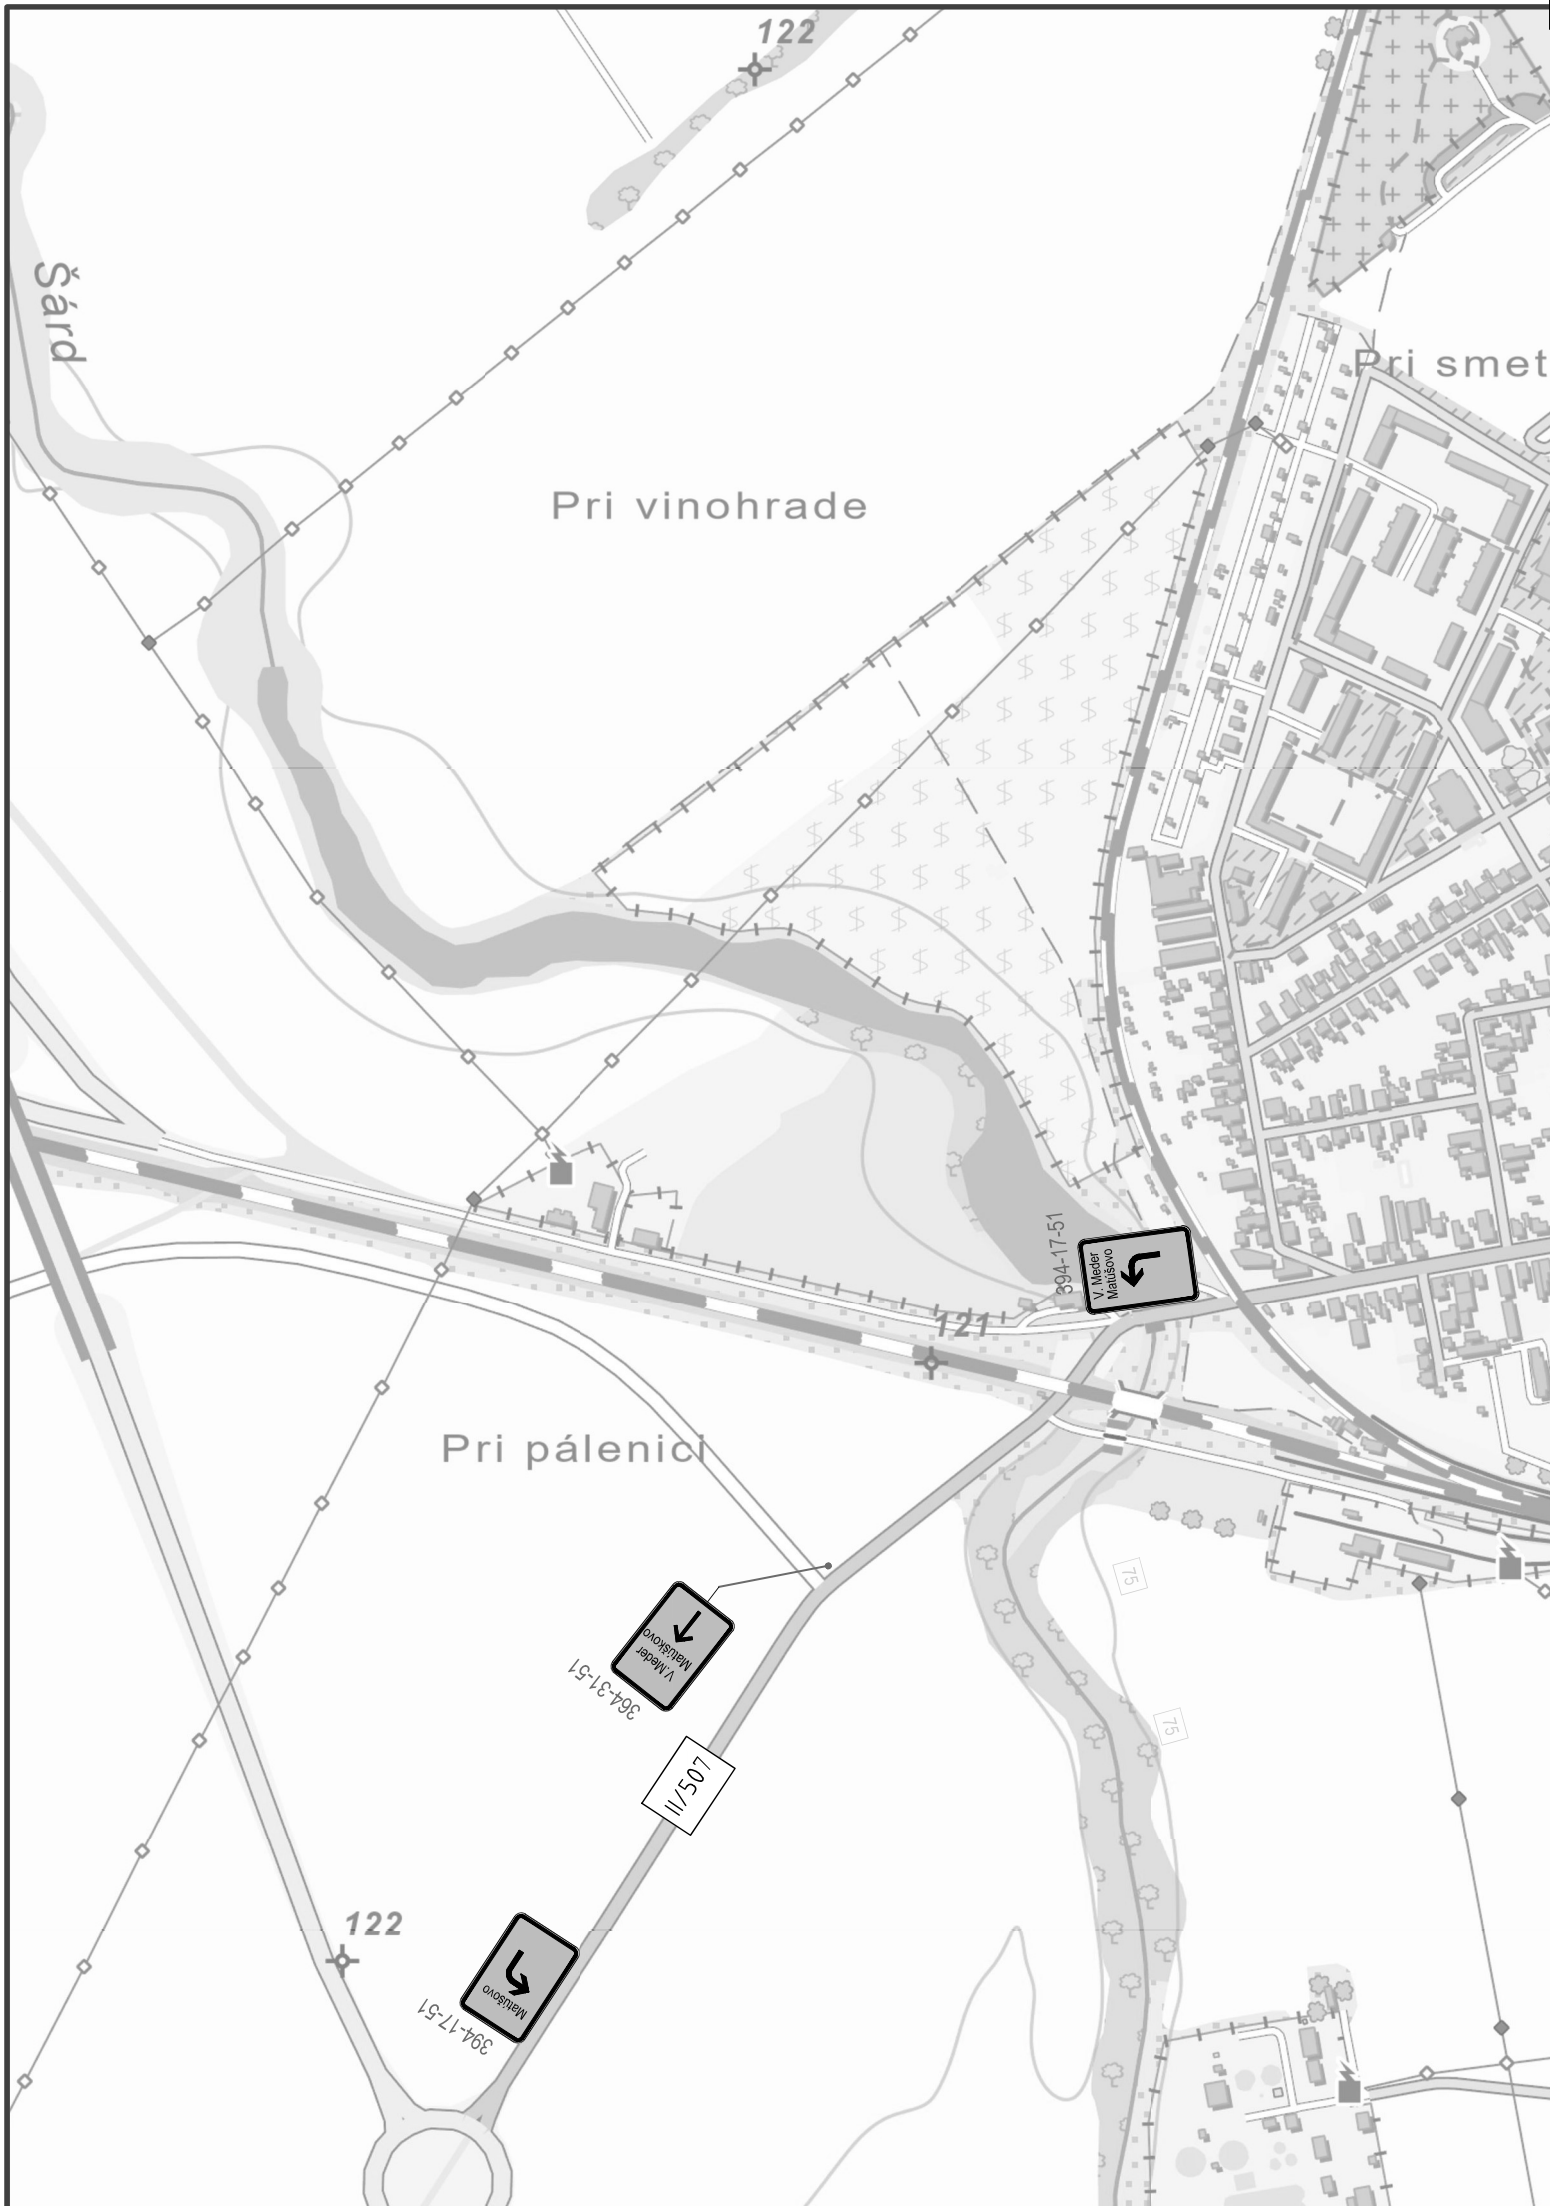 122
Šárd
Pri smet
Pri vinohrade
394-17-51
V. Meder
Matúšovo
121
Pri pálenici
75
V.Meder
Matúškovo
364-31-51
75
II/507
122
Matúšovo
394-17-51